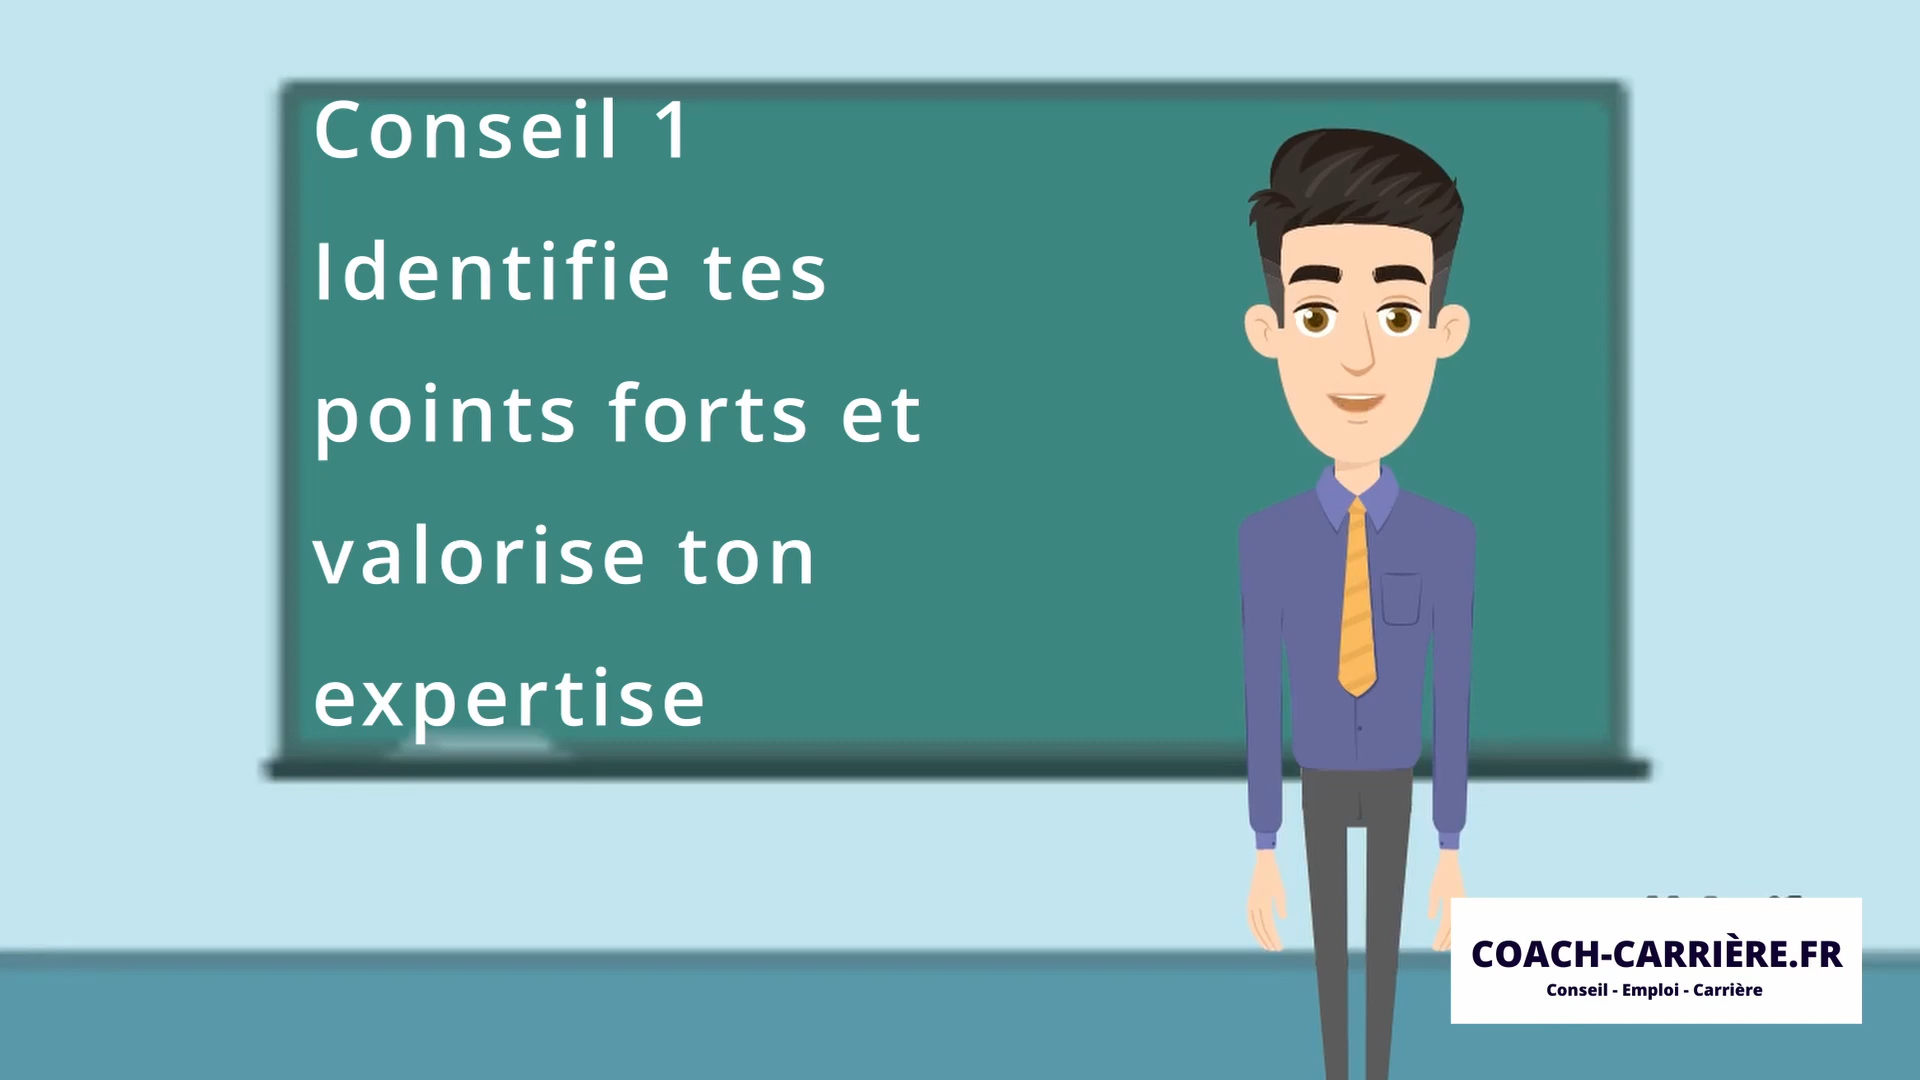 Conseil 1
Identifie tes
points forts et
valorise ton
expertise
COACH-CARRIÈRE.FR
Conseil - Emploi - Carrière